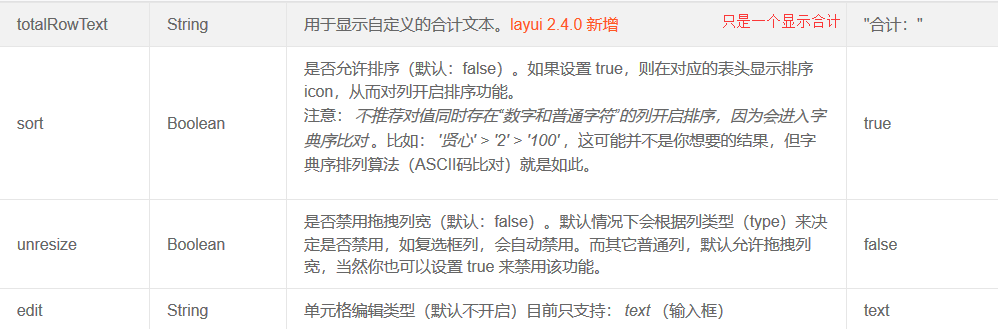 totalRowText String 用于显示自定义的合计文本。layui 2.4.0 新增 只是一个显示合计 "合计："
是否允许排序（默认：false）。如果设置 true，则在对应的表头显示排序
icon，从而对列开启排序功能。
注意：不推荐对值同时存在“数字和普通字符”的列开启排序，因为会进入字
sort Boolean 典序比对。比如：'贤心' > '2' > '100'，这可能并不是你想要的结果，但字 true
典序排列算法（ASCII码比对）就是如此。
是否禁用拖拽列宽（默认：false）。默认情况下会根据列类型（type）来决
unresize Boolean 定是否禁用，如复选框列，会自动禁用。而其它普通列，默认允许拖拽列 false
宽，当然你也可以设置 true 来禁用该功能。
edit String 单元格编辑类型（默认不开启）目前只支持：text（输入框） text